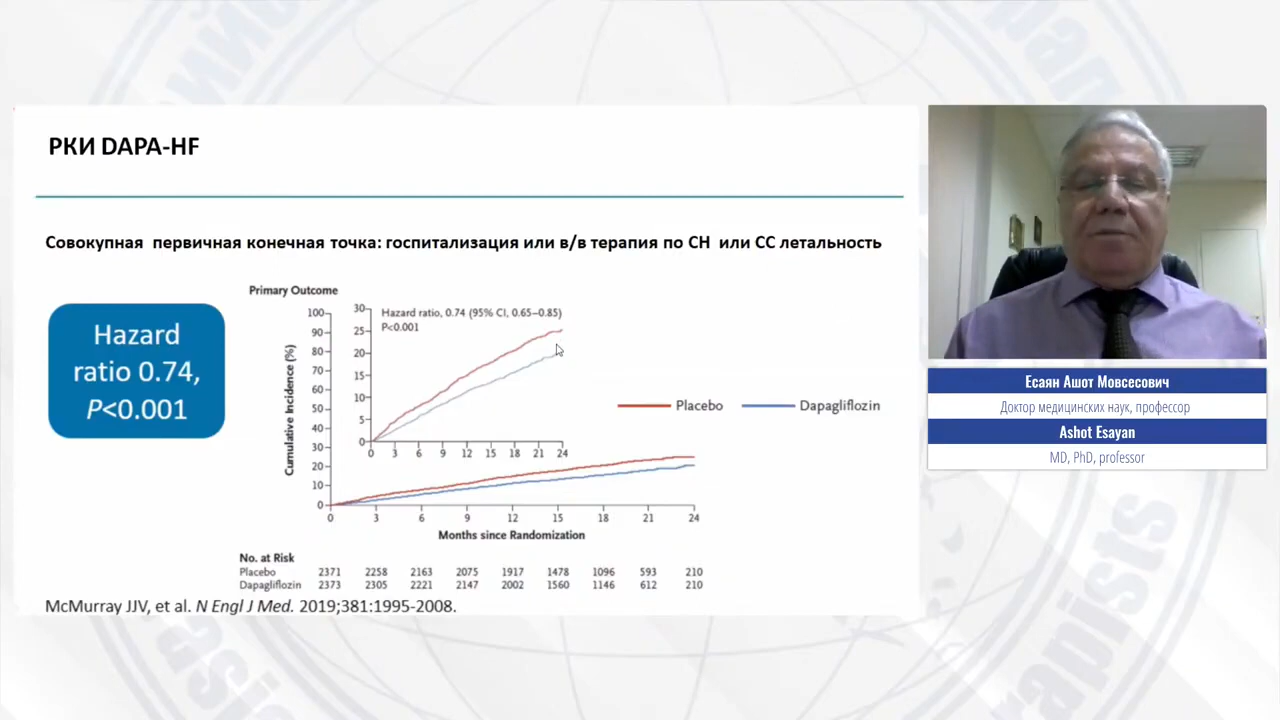 РКИ DAPA-HF
Совокупная первичная конечная точка: госпитализация или в/в терапия по СН или СС летальность
Hazard
ratio 0.74,
P<0.001
Primary Outcome
Cumulative Incidence (%)
100
90
80
70
60
50
40
30
20
10
0
30
25
20
15
10
5
0
Hazard ratio, 0.74 (95% CI, 0.65–0.85)
P<0.001
0 3 6 9 12 15 18 21 24
0 3 6 9 12 15 18 21 24
Months since Randomization
Placebo Dapagliflozin
No. at Risk
Placebo 2371 2258 2163 2075 1917 1478 1096 593 210
Dapagliflozin 2373 2305 2221 2147 2002 1560 1146 612 210
McMurray JJV, et al. N Engl J Med. 2019;381:1995-2008.
Есаян Ашот Мовсесович
Доктор медицинских наук, профессор
Ashot Esayan
MD, PhD, professor